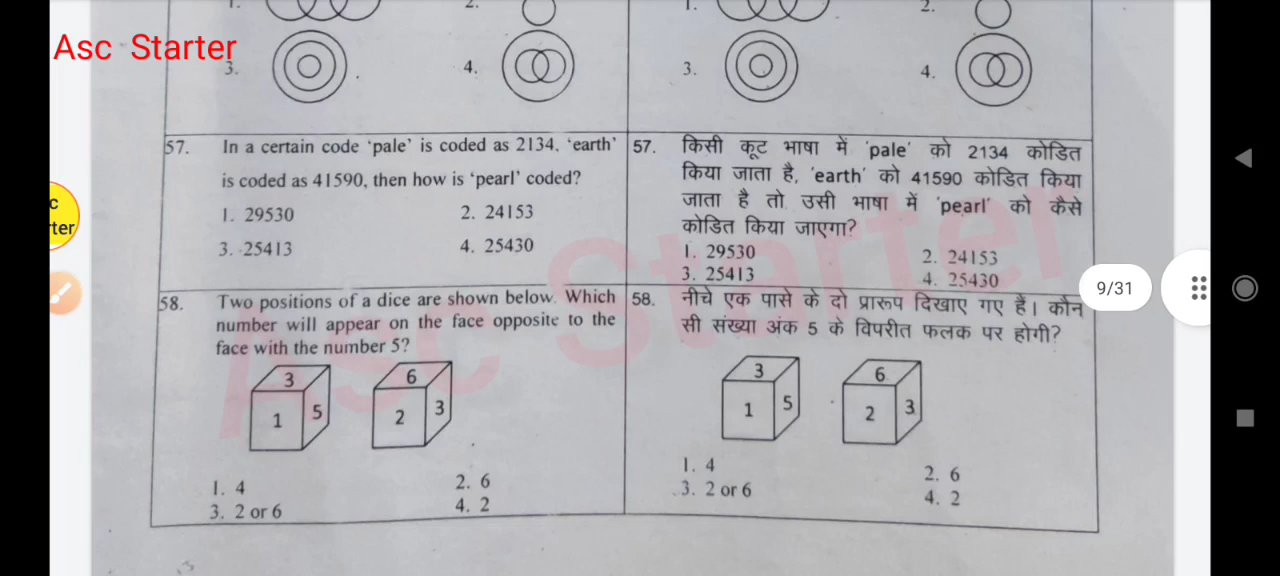 1.
2.
1.
2.
Asc Starter
3.
4.
3.
4.
57. In a certain code ‘pale’ is coded as 2134, ‘earth’
is coded as 41590, then how is ‘pearl’ coded?
1. 29530 2. 24153
3. 25413 4. 25430
57. किसी कूट भाषा में 'pale' को 2134 कोडित
किया जाता है, 'earth' को 41590 कोडित किया
जाता है तो उसी भाषा में 'pearl' को कैसे
कोडित किया जाएगा?
1. 29530 2. 24153
3. 25413 4. 25430
c
ter
Asc Starter
9/31
58. Two positions of a dice are shown below. Which
number will appear on the face opposite to the
face with the number 5?
3 6
1 5 2 3
1. 4 2. 6
3. 2 or 6 4. 2
58. नीचे एक पासे के दो प्रारूप दिखाए गए हैं। कौन
सी संख्या अंक 5 के विपरीत फलक पर होगी?
3 6
1 5 2 3
1. 4 2. 6
3. 2 or 6 4. 2